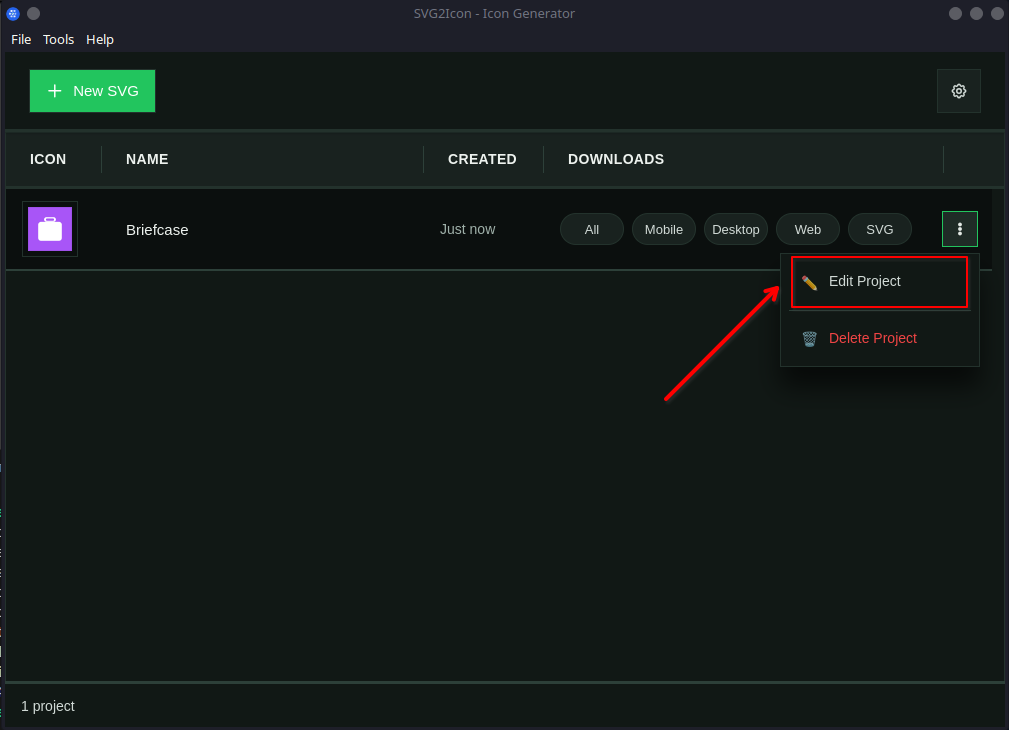 SVG2Icon - Icon Generator
File Tools Help
New SVG
ICON NAME CREATED DOWNLOADS
Briefcase Just now All Mobile Desktop Web SVG
Edit Project
Delete Project
1 project